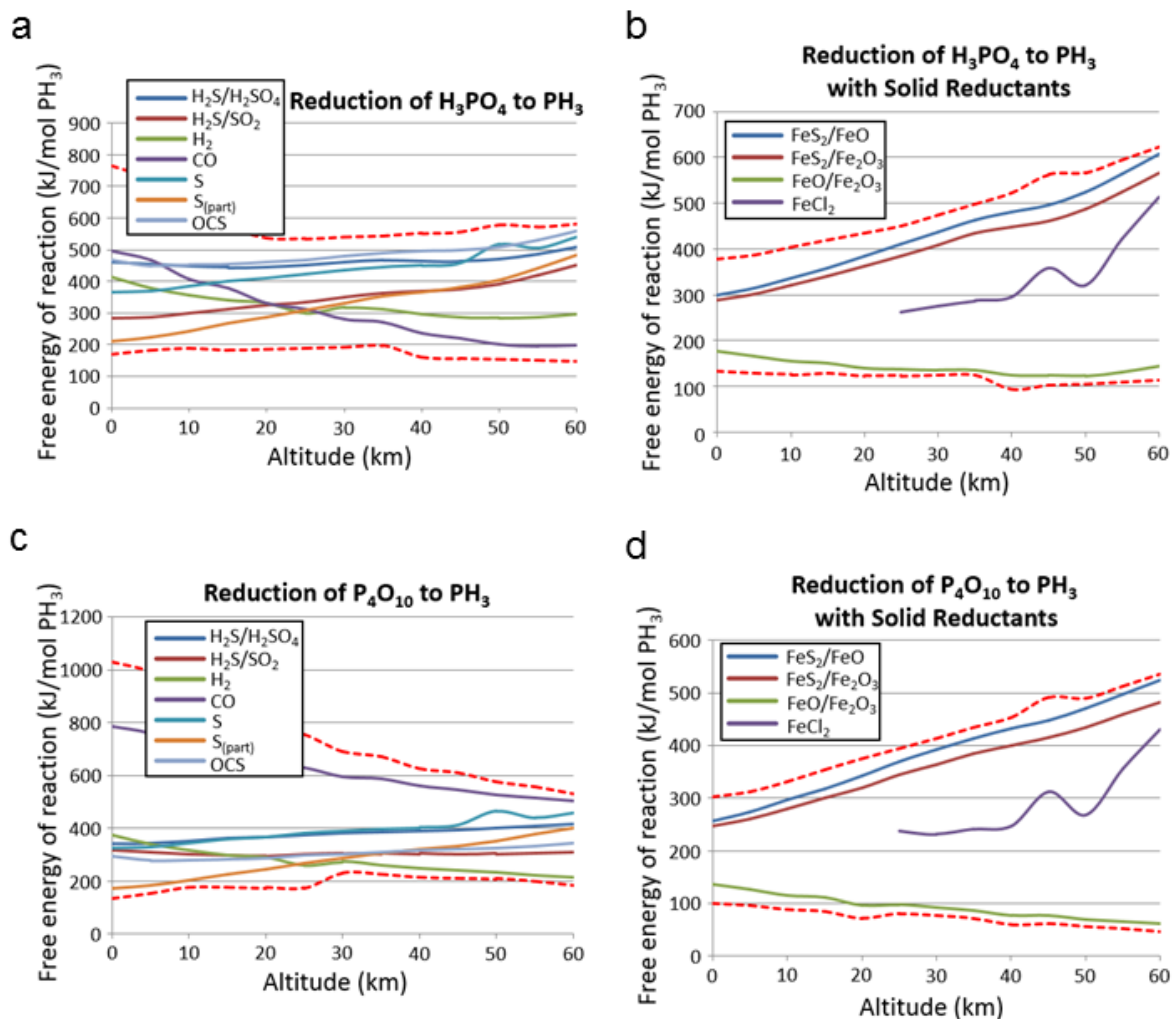 a
Reduction of H₃PO₄ to PH₃
H₂S/H₂SO₄
H₂S/SO₂
H₂
CO
S
S₍part₎
OCS
Free energy of reaction (kJ/mol PH₃)
900
800
700
600
500
400
300
200
100
0
0 10 20 30 40 50 60
Altitude (km)
b
Reduction of H₃PO₄ to PH₃
with Solid Reductants
FeS₂/FeO
FeS₂/Fe₂O₃
FeO/Fe₂O₃
FeCl₂
Free energy of reaction (kJ/mol PH₃)
700
600
500
400
300
200
100
0
0 10 20 30 40 50 60
Altitude (km)
c
Reduction of P₄O₁₀ to PH₃
H₂S/H₂SO₄
H₂S/SO₂
H₂
CO
S
S₍part₎
OCS
Free energy of reaction (kJ/mol PH₃)
1200
1000
800
600
400
200
0
0 10 20 30 40 50 60
Altitude (km)
d
Reduction of P₄O₁₀ to PH₃
with Solid Reductants
FeS₂/FeO
FeS₂/Fe₂O₃
FeO/Fe₂O₃
FeCl₂
Free energy of reaction (kJ/mol PH₃)
600
500
400
300
200
100
0
0 10 20 30 40 50 60
Altitude (km)